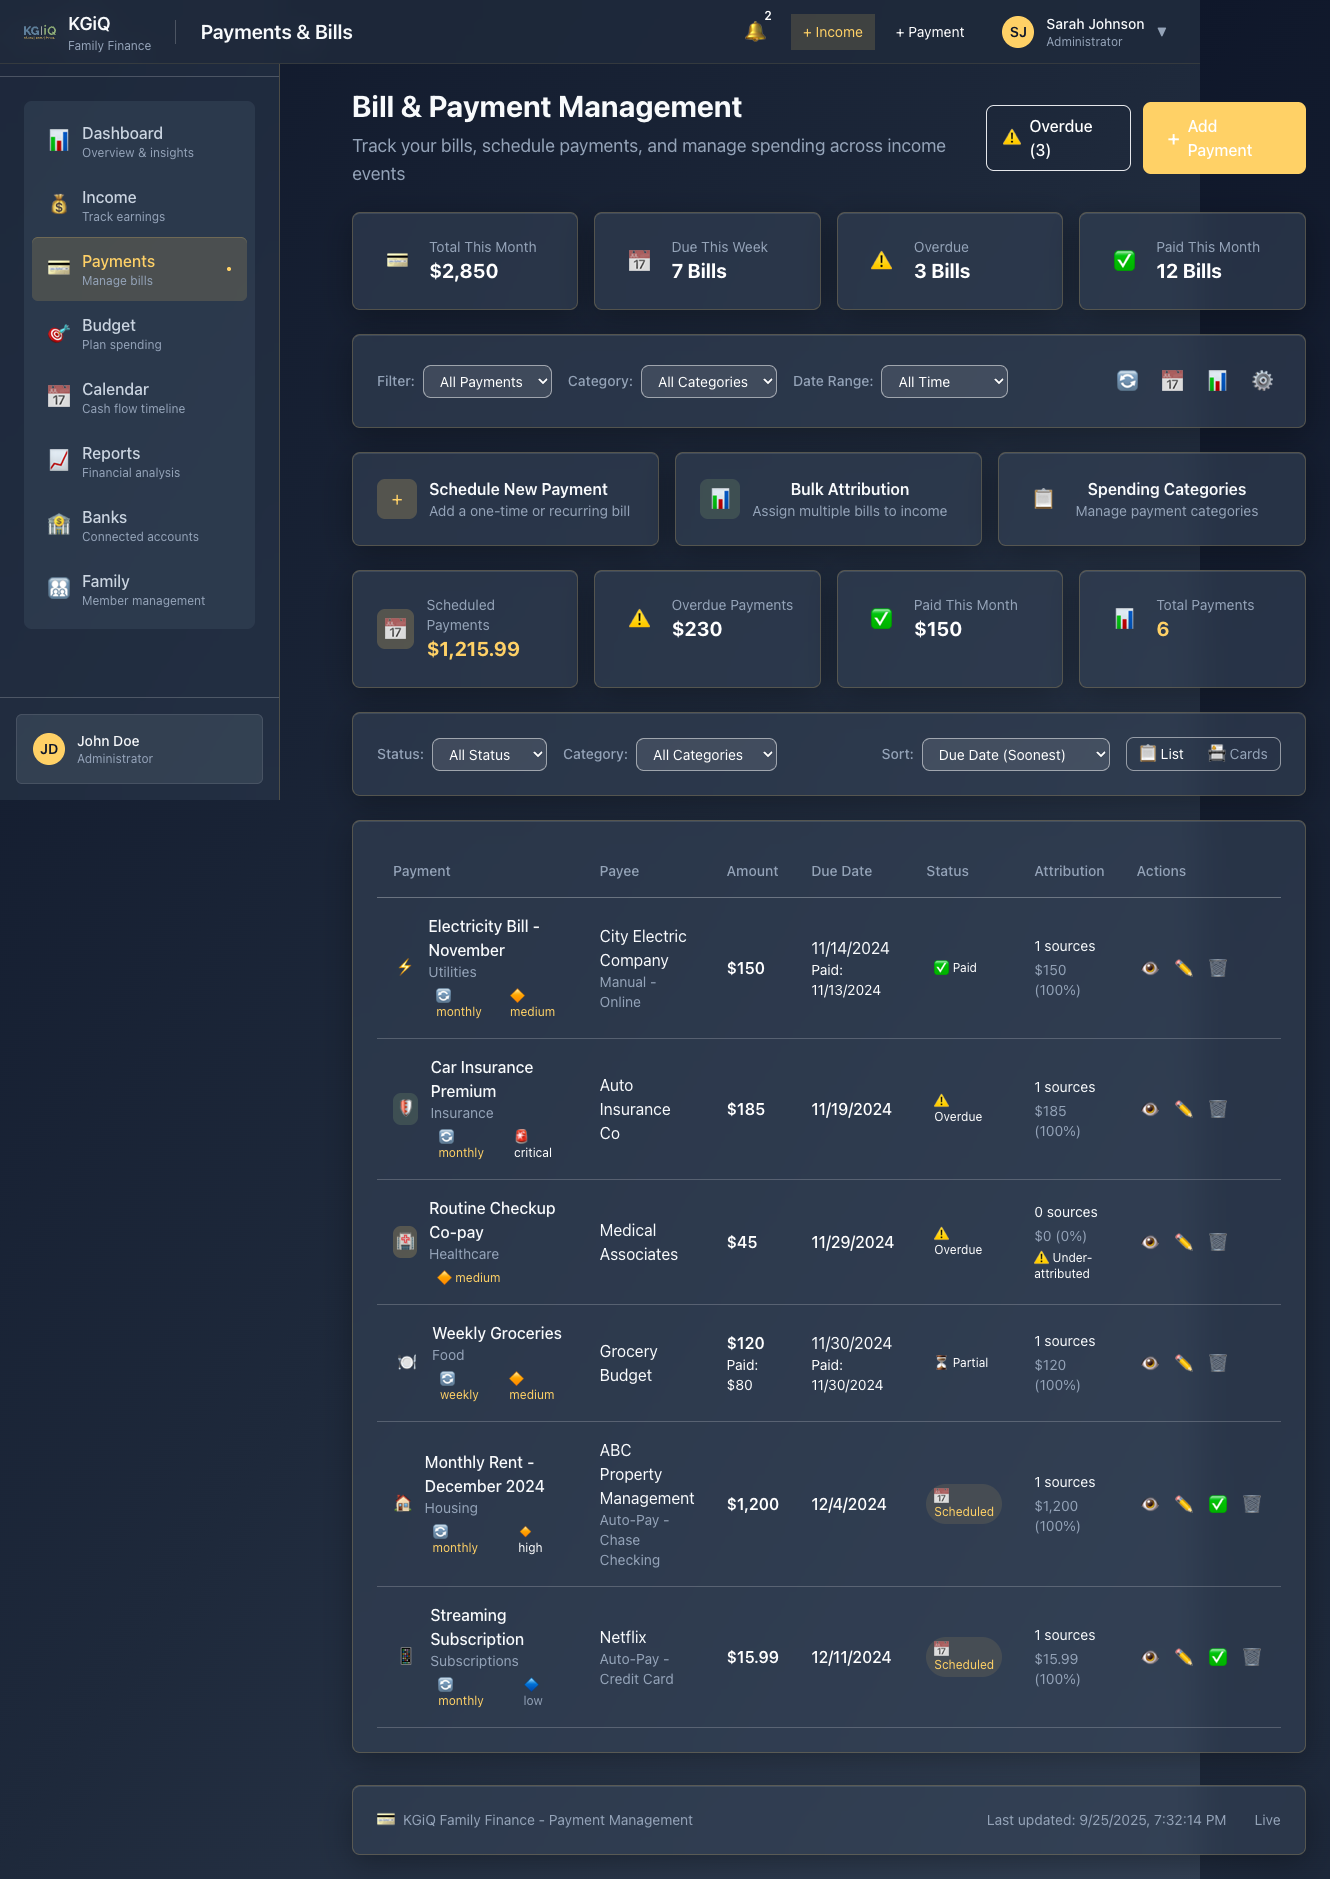 KGiQ
KGiQ
Family Finance
Payments & Bills
2
+ Income
+ Payment
SJ
Sarah Johnson
Administrator
▼
Dashboard
Overview & insights
Income
Track earnings
Payments
Manage bills
Budget
Plan spending
Calendar
Cash flow timeline
Reports
Financial analysis
Banks
Connected accounts
Family
Member management
JD
John Doe
Administrator
Bill & Payment Management
Track your bills, schedule payments, and manage spending across income
events
Overdue
(3)
+ Add
Payment
Total This Month
$2,850
Due This Week
7 Bills
Overdue
3 Bills
Paid This Month
12 Bills
Filter: All Payments Category: All Categories Date Range: All Time
+
Schedule New Payment
Add a one-time or recurring bill
Bulk Attribution
Assign multiple bills to income
Spending Categories
Manage payment categories
Scheduled
Payments
$1,215.99
Overdue Payments
$230
Paid This Month
$150
Total Payments
6
Status: All Status Category: All Categories Sort: Due Date (Soonest) List Cards
Payment Payee Amount Due Date Status Attribution Actions
Electricity Bill -
November
Utilities
monthly
medium
City Electric
Company
Manual -
Online
$150
11/14/2024
Paid:
11/13/2024
Paid
1 sources
$150
(100%)
Car Insurance
Premium
Insurance
monthly
critical
Auto
Insurance
Co
$185
11/19/2024
Overdue
1 sources
$185
(100%)
Routine Checkup
Co-pay
Healthcare
medium
Medical
Associates
$45
11/29/2024
Overdue
0 sources
$0 (0%)
Under-
attributed
Weekly Groceries
Food
weekly
medium
Grocery
Budget
$120
Paid:
$80
11/30/2024
Paid:
11/30/2024
Partial
1 sources
$120
(100%)
Monthly Rent -
December 2024
Housing
monthly
high
ABC
Property
Management
Auto-Pay -
Chase
Checking
$1,200
12/4/2024
Scheduled
1 sources
$1,200
(100%)
Streaming
Subscription
Subscriptions
monthly
low
Netflix
Auto-Pay -
Credit Card
$15.99
12/11/2024
Scheduled
1 sources
$15.99
(100%)
KGiQ Family Finance - Payment Management
Last updated: 9/25/2025, 7:32:14 PM
Live